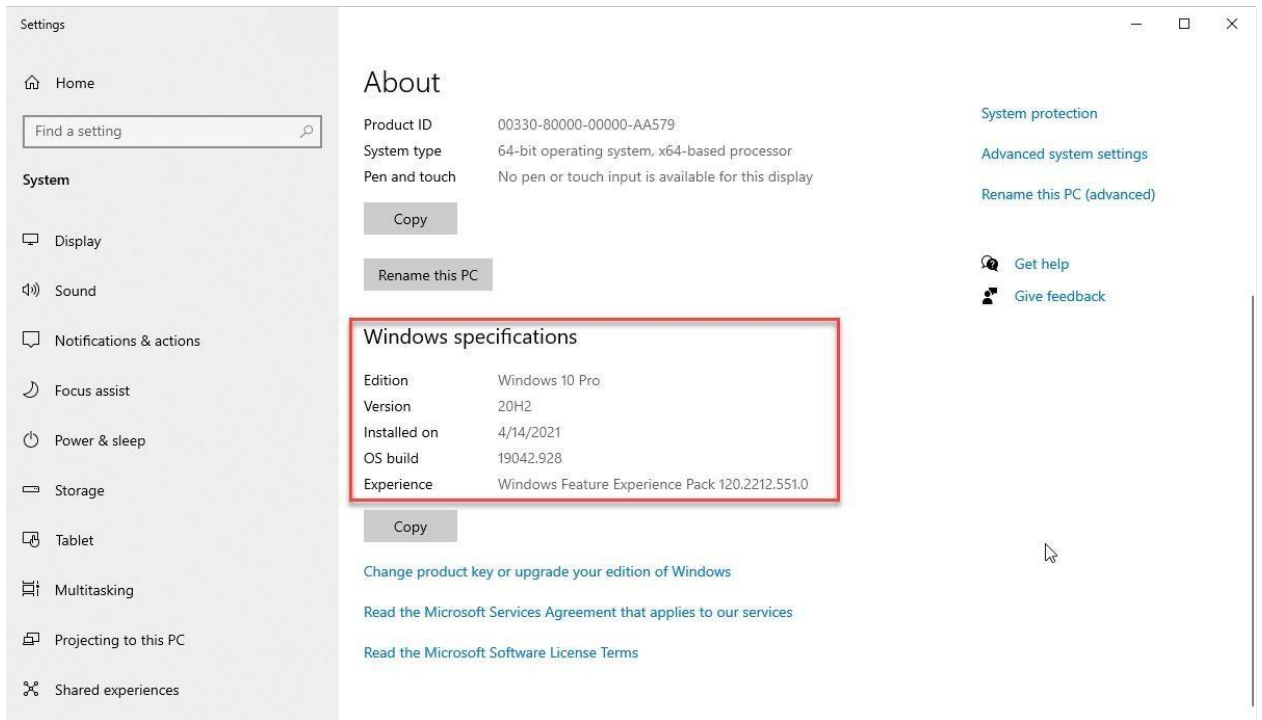 Settings
Home
Find a setting
System
Display
Sound
Notifications & actions
Focus assist
Power & sleep
Storage
Tablet
Multitasking
Projecting to this PC
Shared experiences
About
Product ID 00330-80000-00000-AA579
System type 64-bit operating system, x64-based processor
Pen and touch No pen or touch input is available for this display
Copy
Rename this PC
Windows specifications
Edition Windows 10 Pro
Version 20H2
Installed on 4/14/2021
OS build 19042.928
Experience Windows Feature Experience Pack 120.2212.551.0
Copy
Change product key or upgrade your edition of Windows
Read the Microsoft Services Agreement that applies to our services
Read the Microsoft Software License Terms
System protection
Advanced system settings
Rename this PC (advanced)
Get help
Give feedback